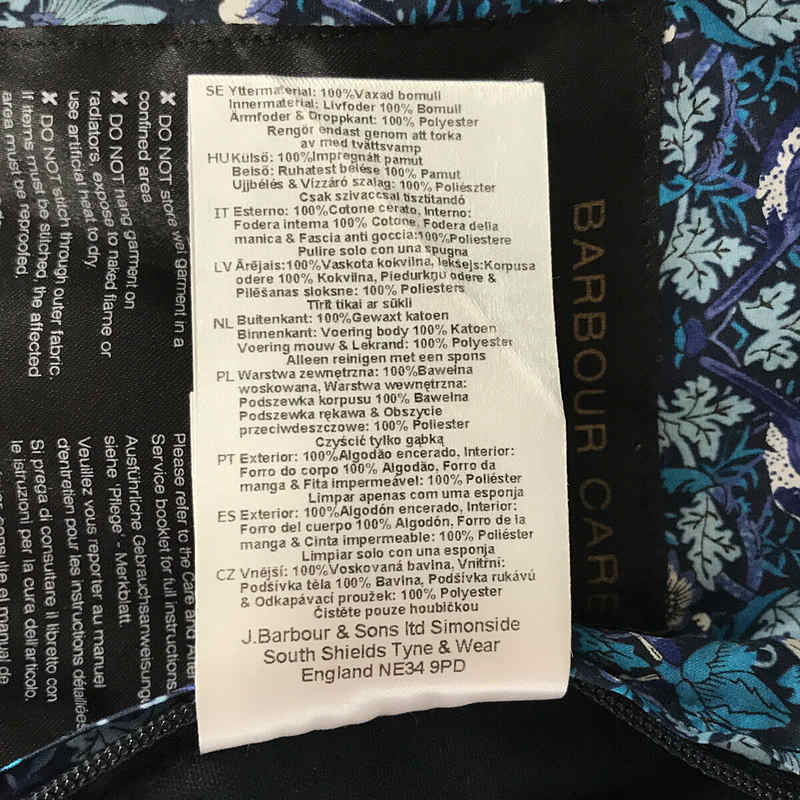 SE Yttermaterial: 100%Vaxad bomull
Innermaterial: Livfoder 100% Bomull
Ärmfoder & Droppkant: 100% Polyester
Rengör endast genom att torka
av med tvättsvamp
HU Külső: 100%Impregnált pamut
Belső: Ruhatest bélése 100% Pamut
Ujjbélés & Vízzáró szalag: 100% Poliészter
Csak szivaccsal tisztítandó
IT Esterno: 100%Cotone cerato, Interno:
Fodera interna 100% Cotone, Fodera della
manica & Fascia anti goccia:100%Poliestere
Pulire solo con una spugna
LV Ārējais:100%Vaskota kokvilna, Iekšējs:Korpusa
odere 100% Kokvilna, Piedurkņu odere &
Pilēšanas sloksne: 100% Poliesters
Tīrīt tikai ar sūkli
NL Buitenkant: 100%Gewaxt katoen
Binnenkant: Voering body 100% Katoen
Voering mouw & Lekrand: 100% Polyester
Alleen reinigen met een spons
PL Warstwa zewnętrzna: 100%Bawełna
woskowana, Warstwa wewnętrzna:
Podszewka korpusu 100% Bawełna
Podszewka rękawa & Obszycie
przeciwdeszczowe: 100% Poliester
Czyścić tylko gąbką
PT Exterior: 100%Algodão encerado, Interior:
Forro do corpo 100% Algodão, Forro da
manga & Fita impermeável: 100% Poliéster
Limpar apenas com uma esponja
ES Exterior: 100%Algodón encerado, Interior:
Forro del cuerpo 100% Algodón, Forro de la
manga & Cinta impermeable: 100% Poliéster
Limpiar solo con una esponja
CZ Vnější: 100%Voskovaná bavlna, Vnitřní:
Podšívka těla 100% Bavina, Podšívka rukávů
& Odkapávací proužek: 100% Polyester
Čistěte pouze houbičkou
J.Barbour & Sons ltd Simonside
South Shields Tyne & Wear
England NE34 9PD
BARBOUR CARE
✗ DO NOT store wet garment in a
confined area
✗ DO NOT hang garment on
radiators, expose to naked flame or
use artificial heat to dry
✗ DO NOT stitch through outer fabric.
If items must be stitched, the affected
area must be reproofed.
Please refer to the Care and After
Service booklet for full instructions
Ausführliche Gebrauchsanweisung
siehe 'Pflege' - Merkblatt.
Veuillez vous reporter au manuel
d'entretien pour les instructions détaillées
Si prega di consultare il libretto con
le istruzioni per la cura dell'articolo.
consulte el manual de